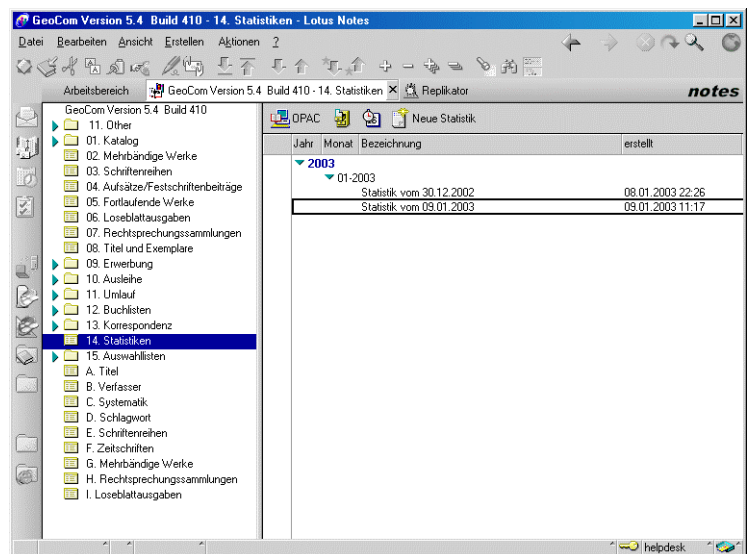 GeoCom Version 5.4 Build 410 - 14. Statistiken - Lotus Notes
Datei Bearbeiten Ansicht Erstellen Aktionen ?
Arbeitsbereich GeoCom Version 5.4 Build 410 - 14. Statistiken Replikator notes
GeoCom Version 5.4 Build 410
11. Other
01. Katalog
02. Mehrbändige Werke
03. Schriftenreihen
04. Aufsätze/Festschriftenbeiträge
05. Fortlaufende Werke
06. Loseblattausgaben
07. Rechtsprechungssammlungen
08. Titel und Exemplare
09. Erwerbung
10. Ausleihe
11. Umlauf
12. Buchlisten
13. Korrespondenz
14. Statistiken
15. Auswahllisten
A. Titel
B. Verfasser
C. Systematik
D. Schlagwort
E. Schriftenreihen
F. Zeitschriften
G. Mehrbändige Werke
H. Rechtsprechungssammlungen
I. Loseblattausgaben
OPAC Neue Statistik
Jahr Monat Bezeichnung erstellt
2003
01-2003
Statistik vom 30.12.2002 08.01.2003 22:26
Statistik vom 09.01.2003 09.01.2003 11:17
helpdesk